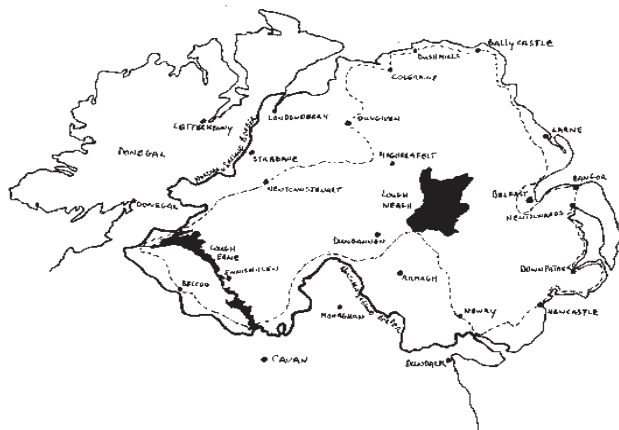 BALLYCASTLE
BUSHMILLS
COLERAINE
LETTERKENNY
LONDONDERRY
DUNGIVEN
LARNE
DONEGAL
STRABANE
MAGHERAFELT
NEWTOWNSTEWART
LOUGH
NEAGH
BELFAST
BANGOR
DONEGAL
NEWTOWNARDS
DUNGANNON
LOUGH
ERNE
ENNISKILLEN
ARMAGH
DOWNPATRICK
BELCOO
MONAGHAN
NEWRY
NEWCASTLE
CAVAN
DUNDALK